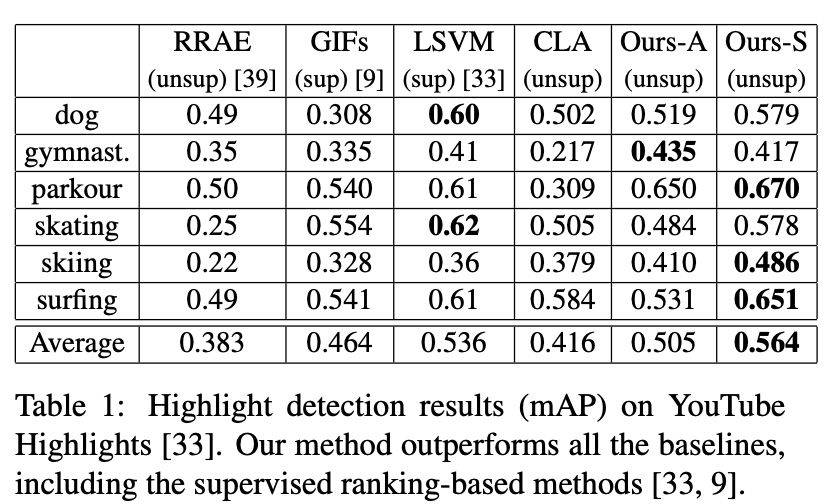 RRAE GIFs LSVM CLA Ours-A Ours-S
(unsup) [39] (sup) [9] (sup) [33] (unsup) (unsup) (unsup)
dog 0.49 0.308 0.60 0.502 0.519 0.579
gymnast. 0.35 0.335 0.41 0.217 0.435 0.417
parkour 0.50 0.540 0.61 0.309 0.650 0.670
skating 0.25 0.554 0.62 0.505 0.484 0.578
skiing 0.22 0.328 0.36 0.379 0.410 0.486
surfing 0.49 0.541 0.61 0.584 0.531 0.651
Average 0.383 0.464 0.536 0.416 0.505 0.564
Table 1: Highlight detection results (mAP) on YouTube
Highlights [33]. Our method outperforms all the baselines,
including the supervised ranking-based methods [33, 9].